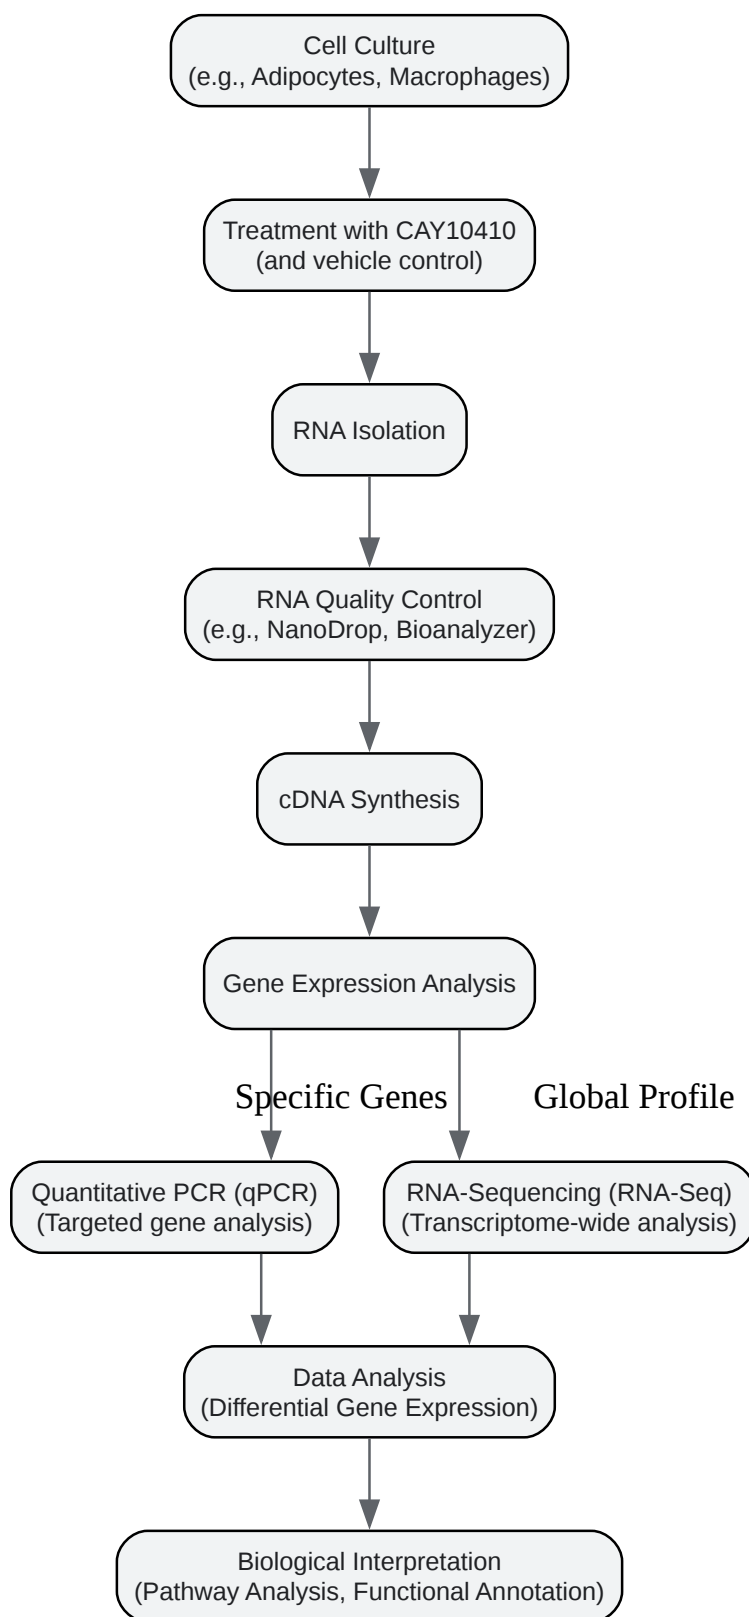 Cell Culture
(e.g., Adipocytes, Macrophages)
Treatment with CAY10410
(and vehicle control)
RNA Isolation
RNA Quality Control
(e.g., NanoDrop, Bioanalyzer)
cDNA Synthesis
Gene Expression Analysis
Specific Genes
Global Profile
Quantitative PCR (qPCR)
(Targeted gene analysis)
RNA-Sequencing (RNA-Seq)
(Transcriptome-wide analysis)
Data Analysis
(Differential Gene Expression)
Biological Interpretation
(Pathway Analysis, Functional Annotation)